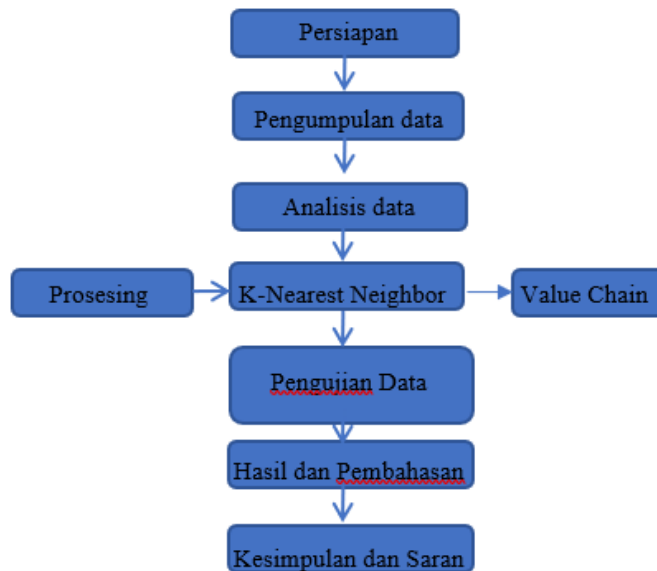 Persiapan
Pengumpulan data
Analisis data
Prosesing
K-Nearest Neighbor
Value Chain
Pengujian Data
Hasil dan Pembahasan
Kesimpulan dan Saran